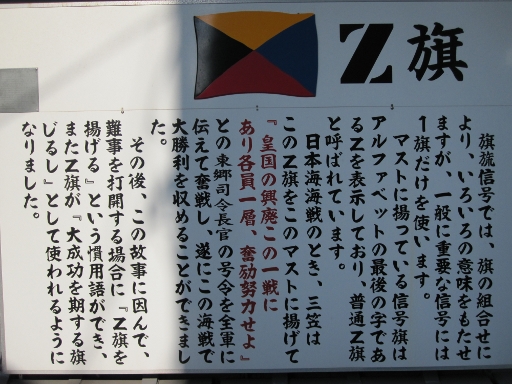 Z旗
旗旒信号では、旗の組合せに
より、いろいろの意味をもたせ
ますが、一般に重要な信号には
1旗だけを使います。
マストに揚っている信号旗は
アルファベットの最後の字であ
るZを表示しており、普通Z旗
と呼ばれています。
日本海海戦のとき、三笠は
このZ旗をこのマストに揚げて
『皇国の興廃この一戦に
あり各員一層、奮励努力せよ』
との東郷司令長官の号令を全軍に
伝えて奮戦し、遂にこの海戦で
大勝利を収めることができまし
た。
その後、この故事に因んで、
難事を打開する場合に『Z旗を
揚げる』という慣用語ができ、
またZ旗が『大成功を期する旗
じるし』として使われるように
なりました。